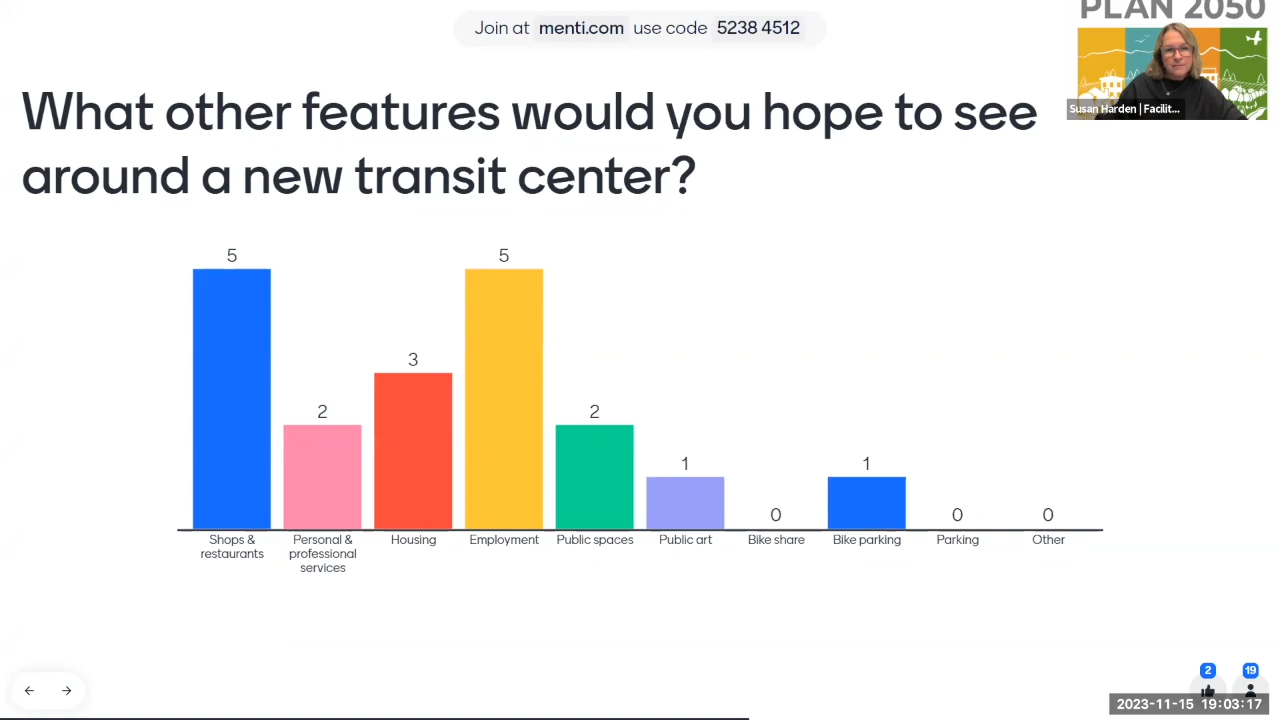 Join at menti.com use code 5238 4512
PLAN 2050
Susan Harden | Facilit...
What other features would you hope to see
around a new transit center?
5
2
3
5
2
1
0
1
0
0
Shops &
restaurants
Personal &
professional
services
Housing
Employment
Public spaces
Public art
Bike share
Bike parking
Parking
Other
2
19
2023-11-15 19:03:17